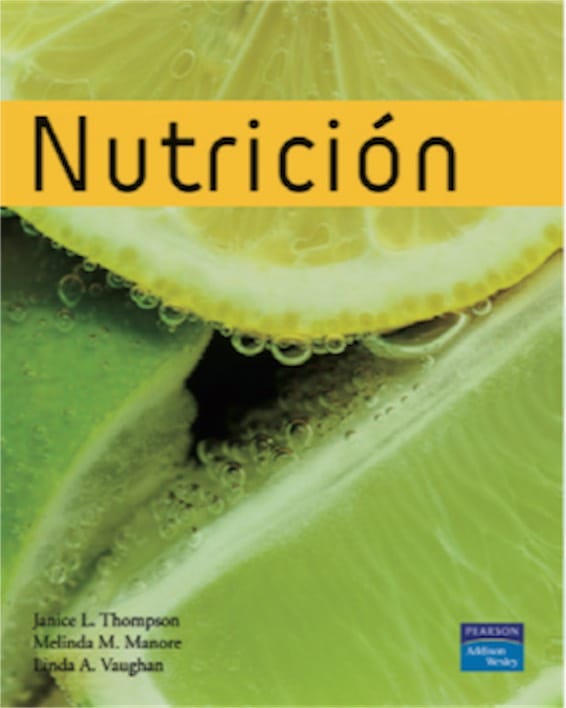 Nutrición
Janice L. Thompson
Melinda M. Manore
Linda A. Vaughan
PEARSON
Addison
Wesley